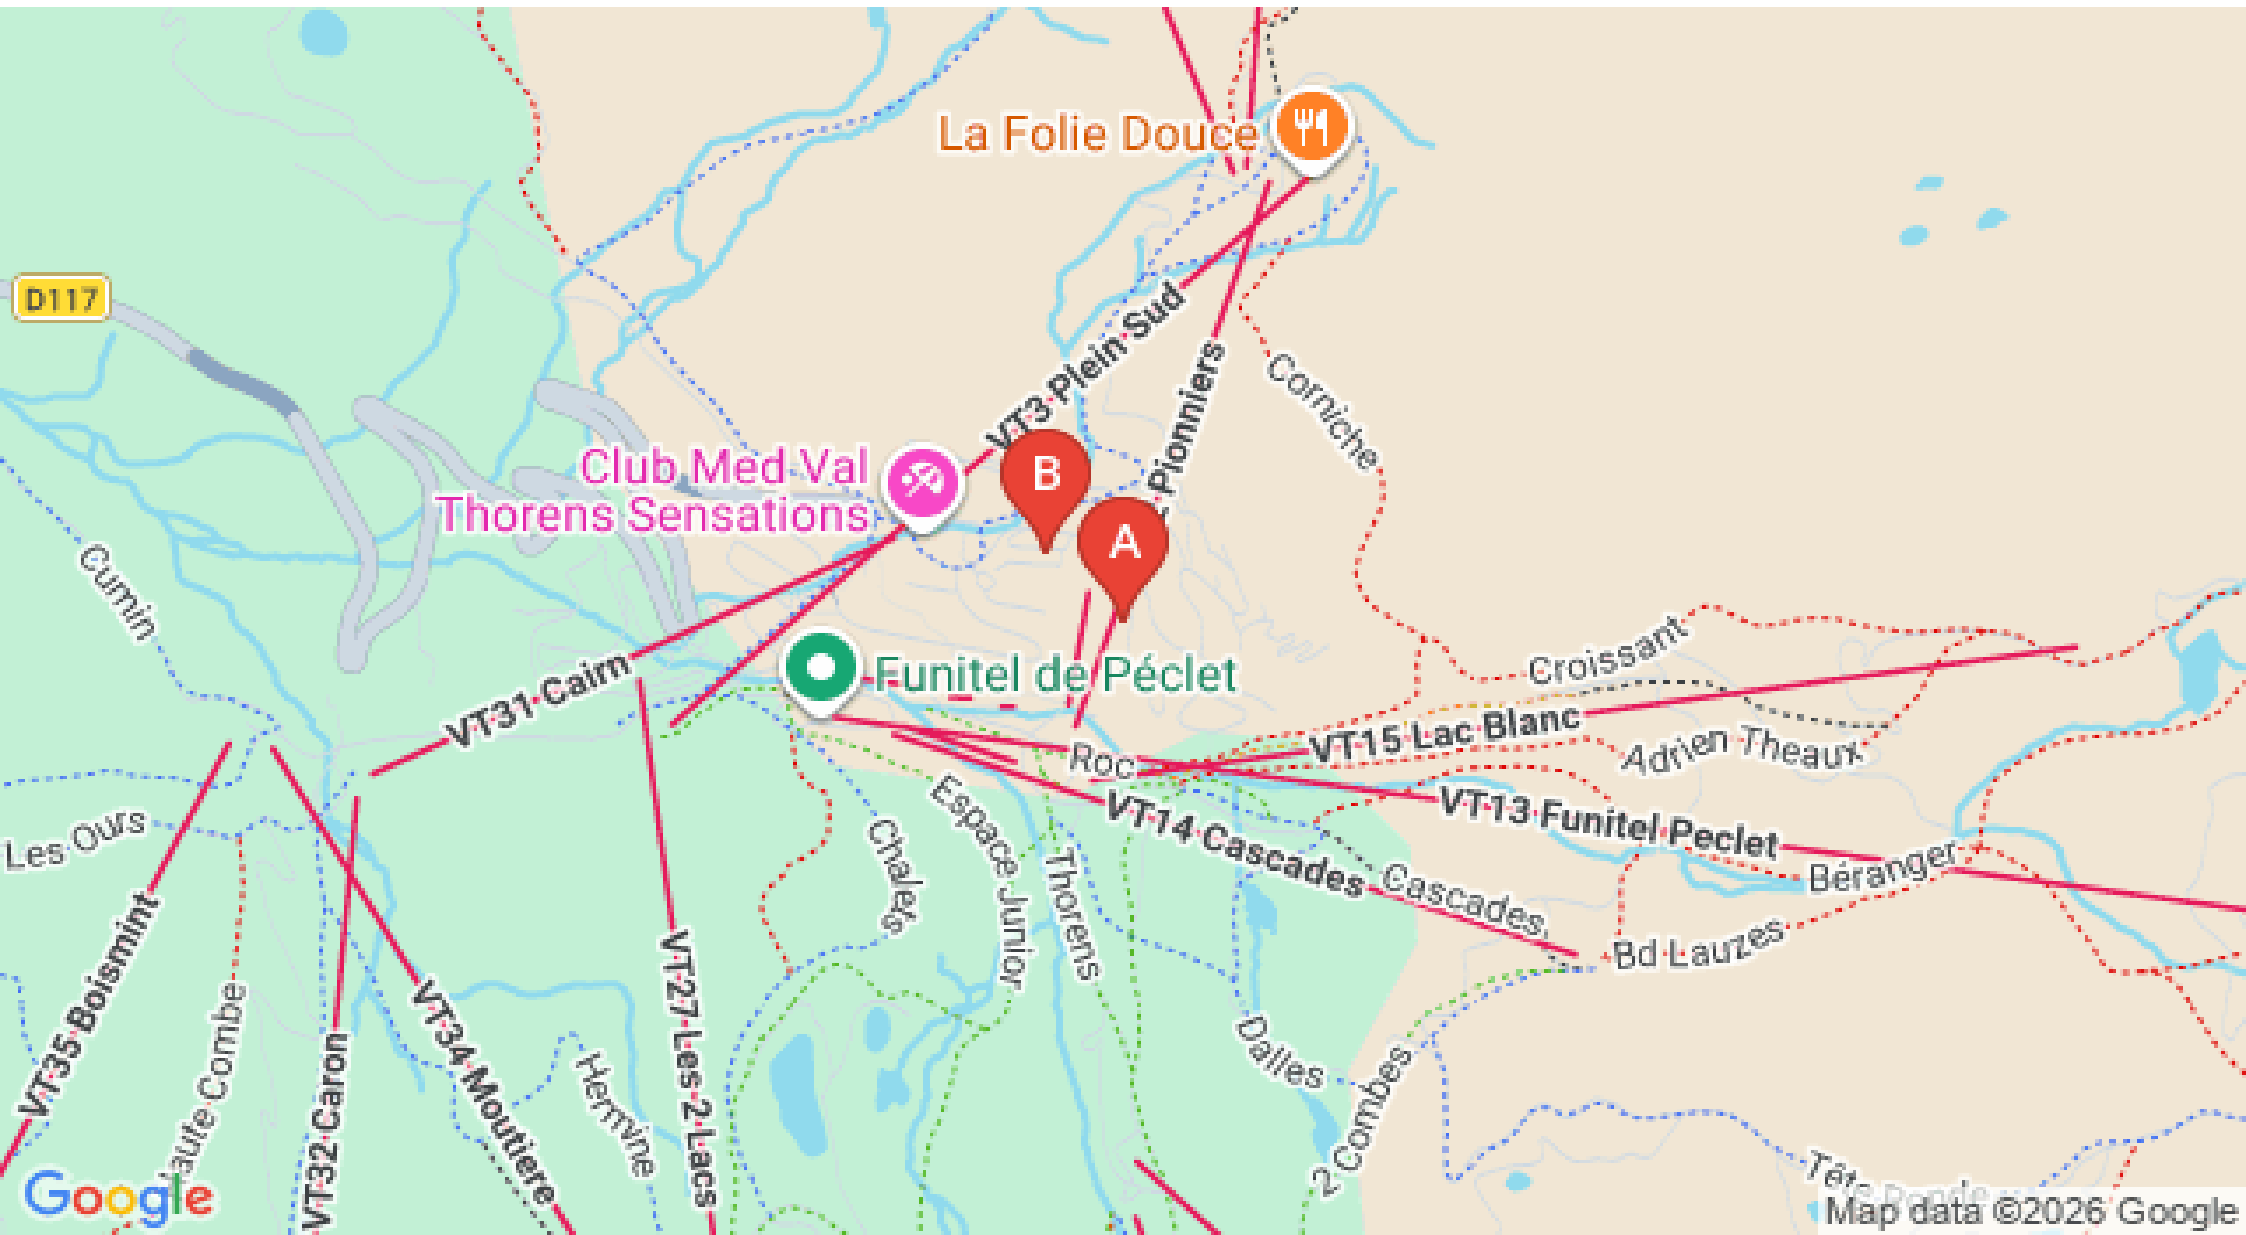 La Folie Douce
D117
VT3 Plein Sud
Pionniers
Corniche
Club Med Val
Thorens Sensations
B
A
Cumin
Funitel de Péclet
Croissant
VT31 Cairn
VT15 Lac Blanc
Adrien Theaux
Roc
VT13 Funitel Peclet
VT14 Cascades
Cascades
Béranger
Bd Lauzes
Les Ours
Chalets
Espace Junior
Thorens
VT35 Boismint
Haute Combe
VT32 Caron
VT34 Moutiere
Hermine
VT27 Les 2 Lacs
Dalles
2 Combes
Google
Map data ©2026 Google